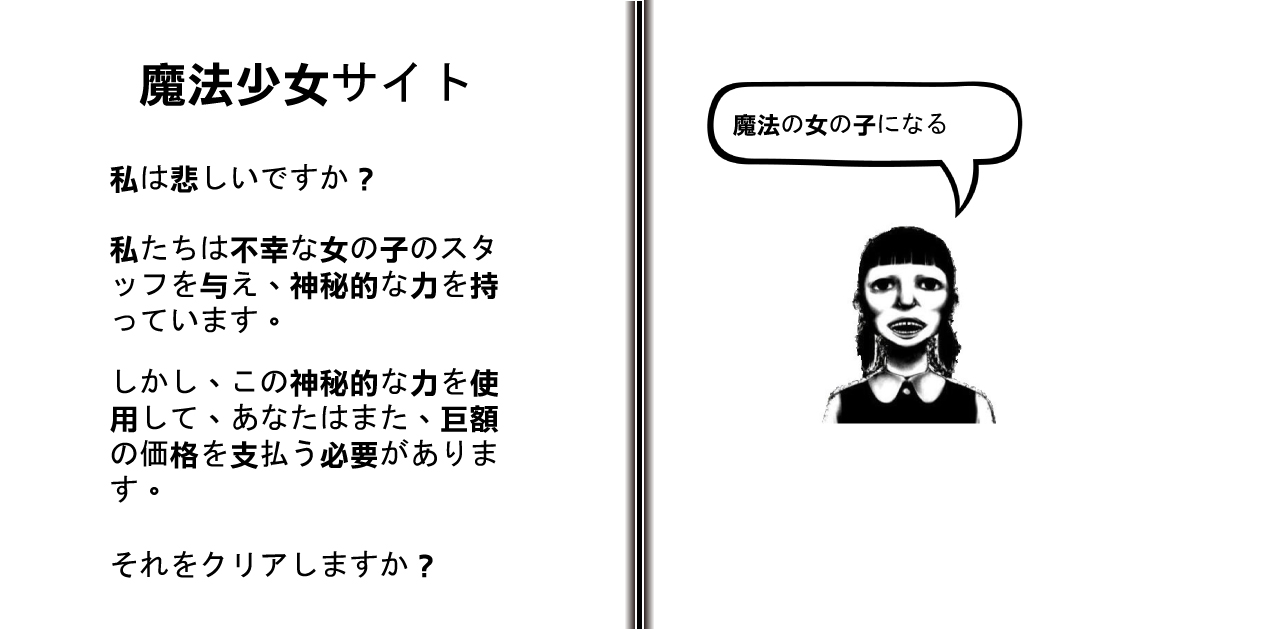 魔法少女サイト
私は悲しいですか？
私たちは不幸な女の子のスタ
ッフを与え、神秘的な力を持
っています。
しかし、この神秘的な力を使
用して、あなたはまた、巨額
の価格を支払う必要がありま
す。
それをクリアしますか？
魔法の女の子になる